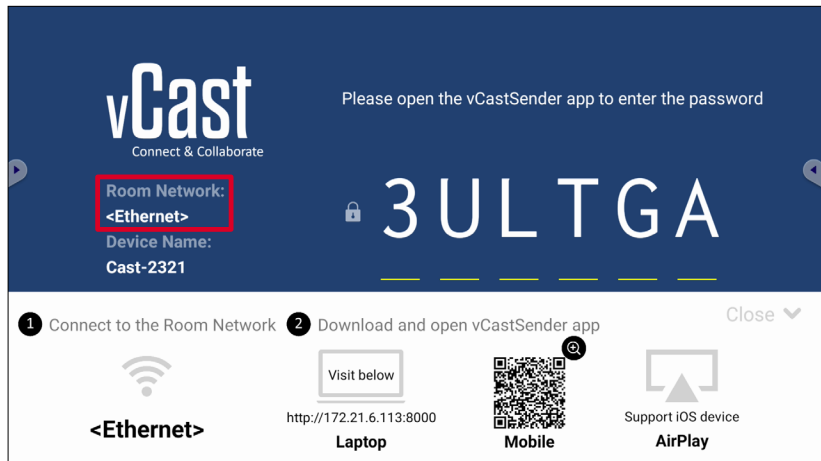 vCast
Connect & Collaborate
Please open the vCastSender app to enter the password
Room Network:
<Ethernet>
Device Name:
Cast-2321
3ULTGA
1 Connect to the Room Network
2 Download and open vCastSender app
Close
<Ethernet>
Visit below
http://172.21.6.113:8000
Laptop
Mobile
Support iOS device
AirPlay